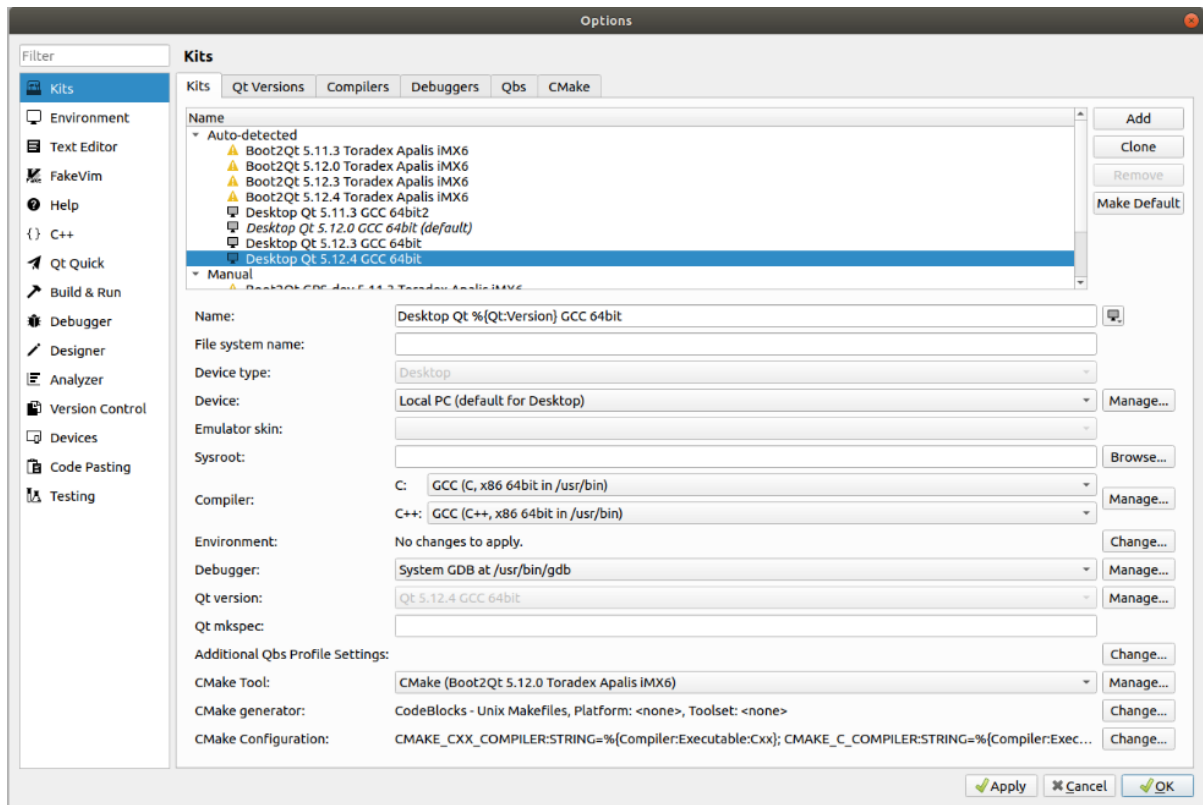 Options
Filter
Kits
Environment
Text Editor
FakeVim
Help
{} C++
Qt Quick
Build & Run
Debugger
Designer
Analyzer
Version Control
Devices
Code Pasting
Testing
Kits
Kits Qt Versions Compilers Debuggers Qbs CMake
Name
Auto-detected
Boot2Qt 5.11.3 Toradex Apalis iMX6
Boot2Qt 5.12.0 Toradex Apalis iMX6
Boot2Qt 5.12.3 Toradex Apalis iMX6
Boot2Qt 5.12.4 Toradex Apalis iMX6
Desktop Qt 5.11.3 GCC 64bit2
Desktop Qt 5.12.0 GCC 64bit (default)
Desktop Qt 5.12.3 GCC 64bit
Desktop Qt 5.12.4 GCC 64bit
Manual
Boot2Qt GPS-dev 5.11.3 Toradex Apalis iMX6
Add
Clone
Remove
Make Default
Name: Desktop Qt %{Qt:Version} GCC 64bit
File system name:
Device type: Desktop
Device: Local PC (default for Desktop) Manage...
Emulator skin:
Sysroot: Browse...
Compiler: C: GCC (C, x86 64bit in /usr/bin) Manage...
C++: GCC (C++, x86 64bit in /usr/bin)
Environment: No changes to apply. Change...
Debugger: System GDB at /usr/bin/gdb Manage...
Qt version: Qt 5.12.4 GCC 64bit Manage...
Qt mkspec:
Additional Qbs Profile Settings: Change...
CMake Tool: CMake (Boot2Qt 5.12.0 Toradex Apalis iMX6) Manage...
CMake generator: CodeBlocks - Unix Makefiles, Platform: <none>, Toolset: <none> Change...
CMake Configuration: CMAKE_CXX_COMPILER:STRING=%{Compiler:Executable:Cxx}; CMAKE_C_COMPILER:STRING=%{Compiler:Exec... Change...
Apply Cancel OK